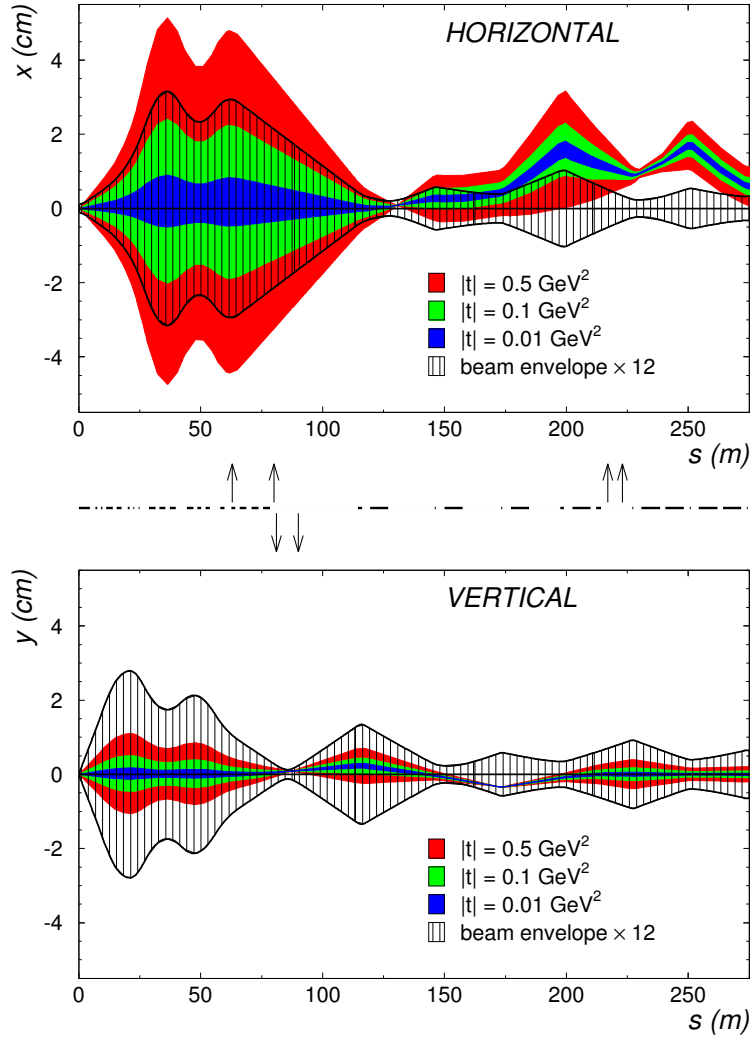 x (cm)
HORIZONTAL
4
2
0
-2
-4
|t| = 0.5 GeV²
|t| = 0.1 GeV²
|t| = 0.01 GeV²
beam envelope × 12
0 50 100 150 200 250
s (m)
y (cm)
VERTICAL
4
2
0
-2
-4
|t| = 0.5 GeV²
|t| = 0.1 GeV²
|t| = 0.01 GeV²
beam envelope × 12
0 50 100 150 200 250
s (m)